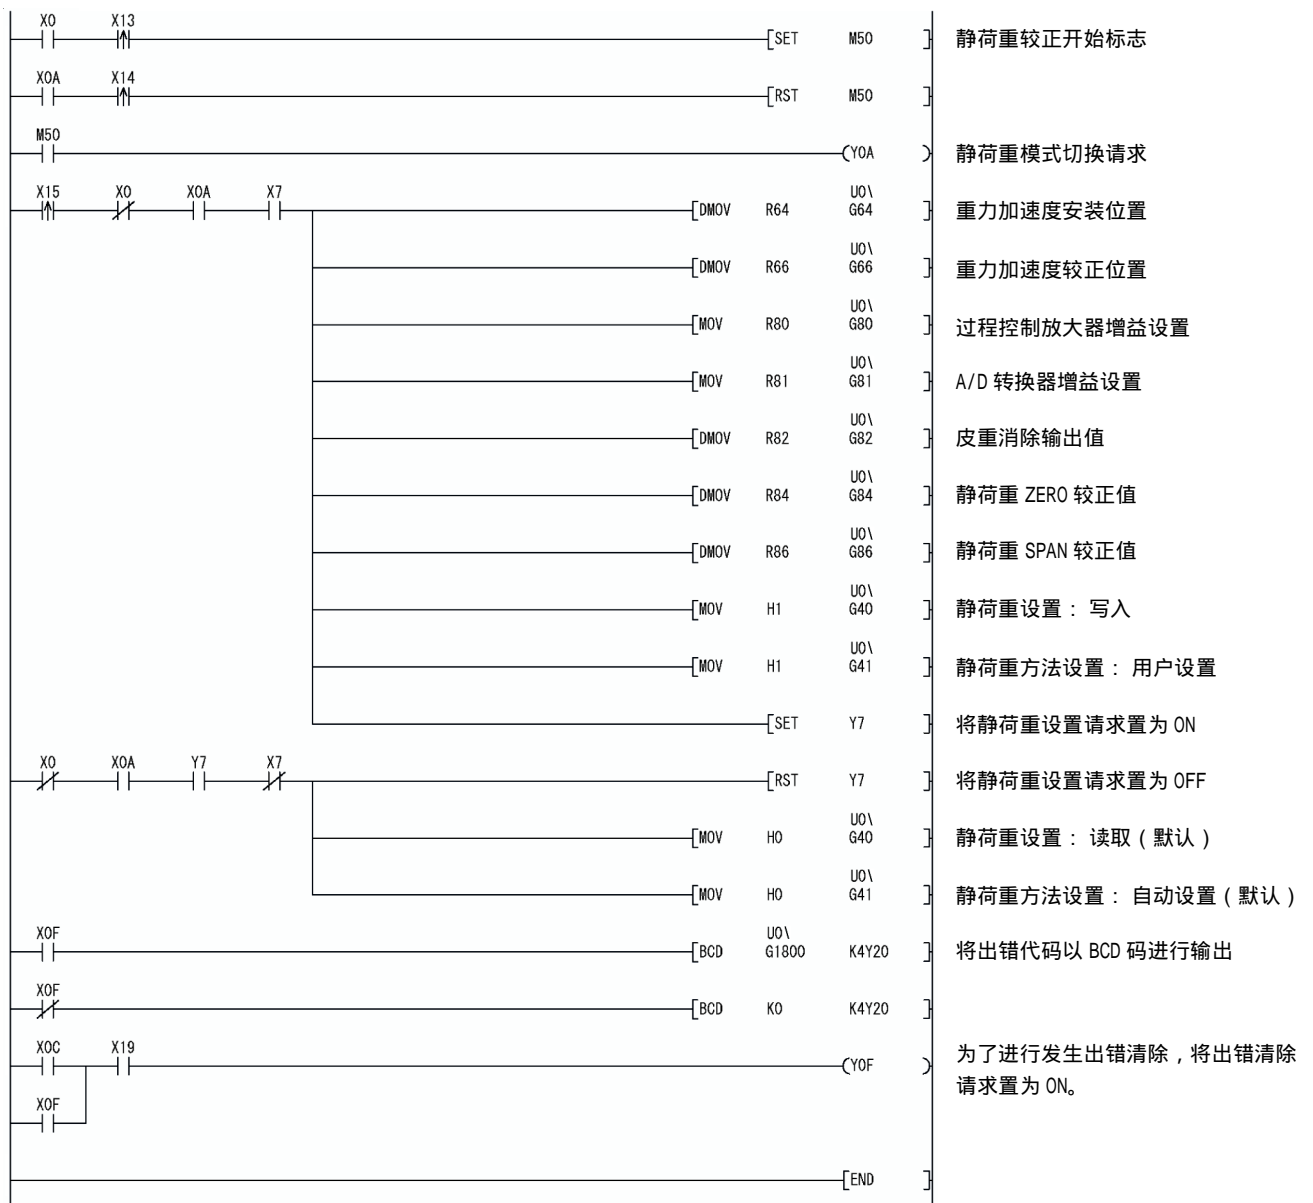 X0 X13
SET M50 静荷重较正开始标志
X0A X14
RST M50
M50
Y0A 静荷重模式切换请求
X15 X0 X0A X7 U0\
DMOV R64 G64 重力加速度安装位置
U0\
DMOV R66 G66 重力加速度较正位置
U0\
MOV R80 G80 过程控制放大器增益设置
U0\
MOV R81 G81 A/D 转换器增益设置
U0\
DMOV R82 G82 皮重消除输出值
U0\
DMOV R84 G84 静荷重 ZERO 较正值
U0\
DMOV R86 G86 静荷重 SPAN 较正值
U0\
MOV H1 G40 静荷重设置： 写入
U0\
MOV H1 G41 静荷重方法设置： 用户设置
SET Y7 将静荷重设置请求置为 ON
X0 X0A Y7 X7
RST Y7 将静荷重设置请求置为 OFF
U0\
MOV H0 G40 静荷重设置： 读取（默认）
U0\
MOV H0 G41 静荷重方法设置： 自动设置（默认）
X0F U0\
BCD G1800 K4Y20 将出错代码以 BCD 码进行输出
X0F
BCD K0 K4Y20
X0C X19
Y0F 为了进行发生出错清除，将出错清除
请求置为 ON。
X0F
END